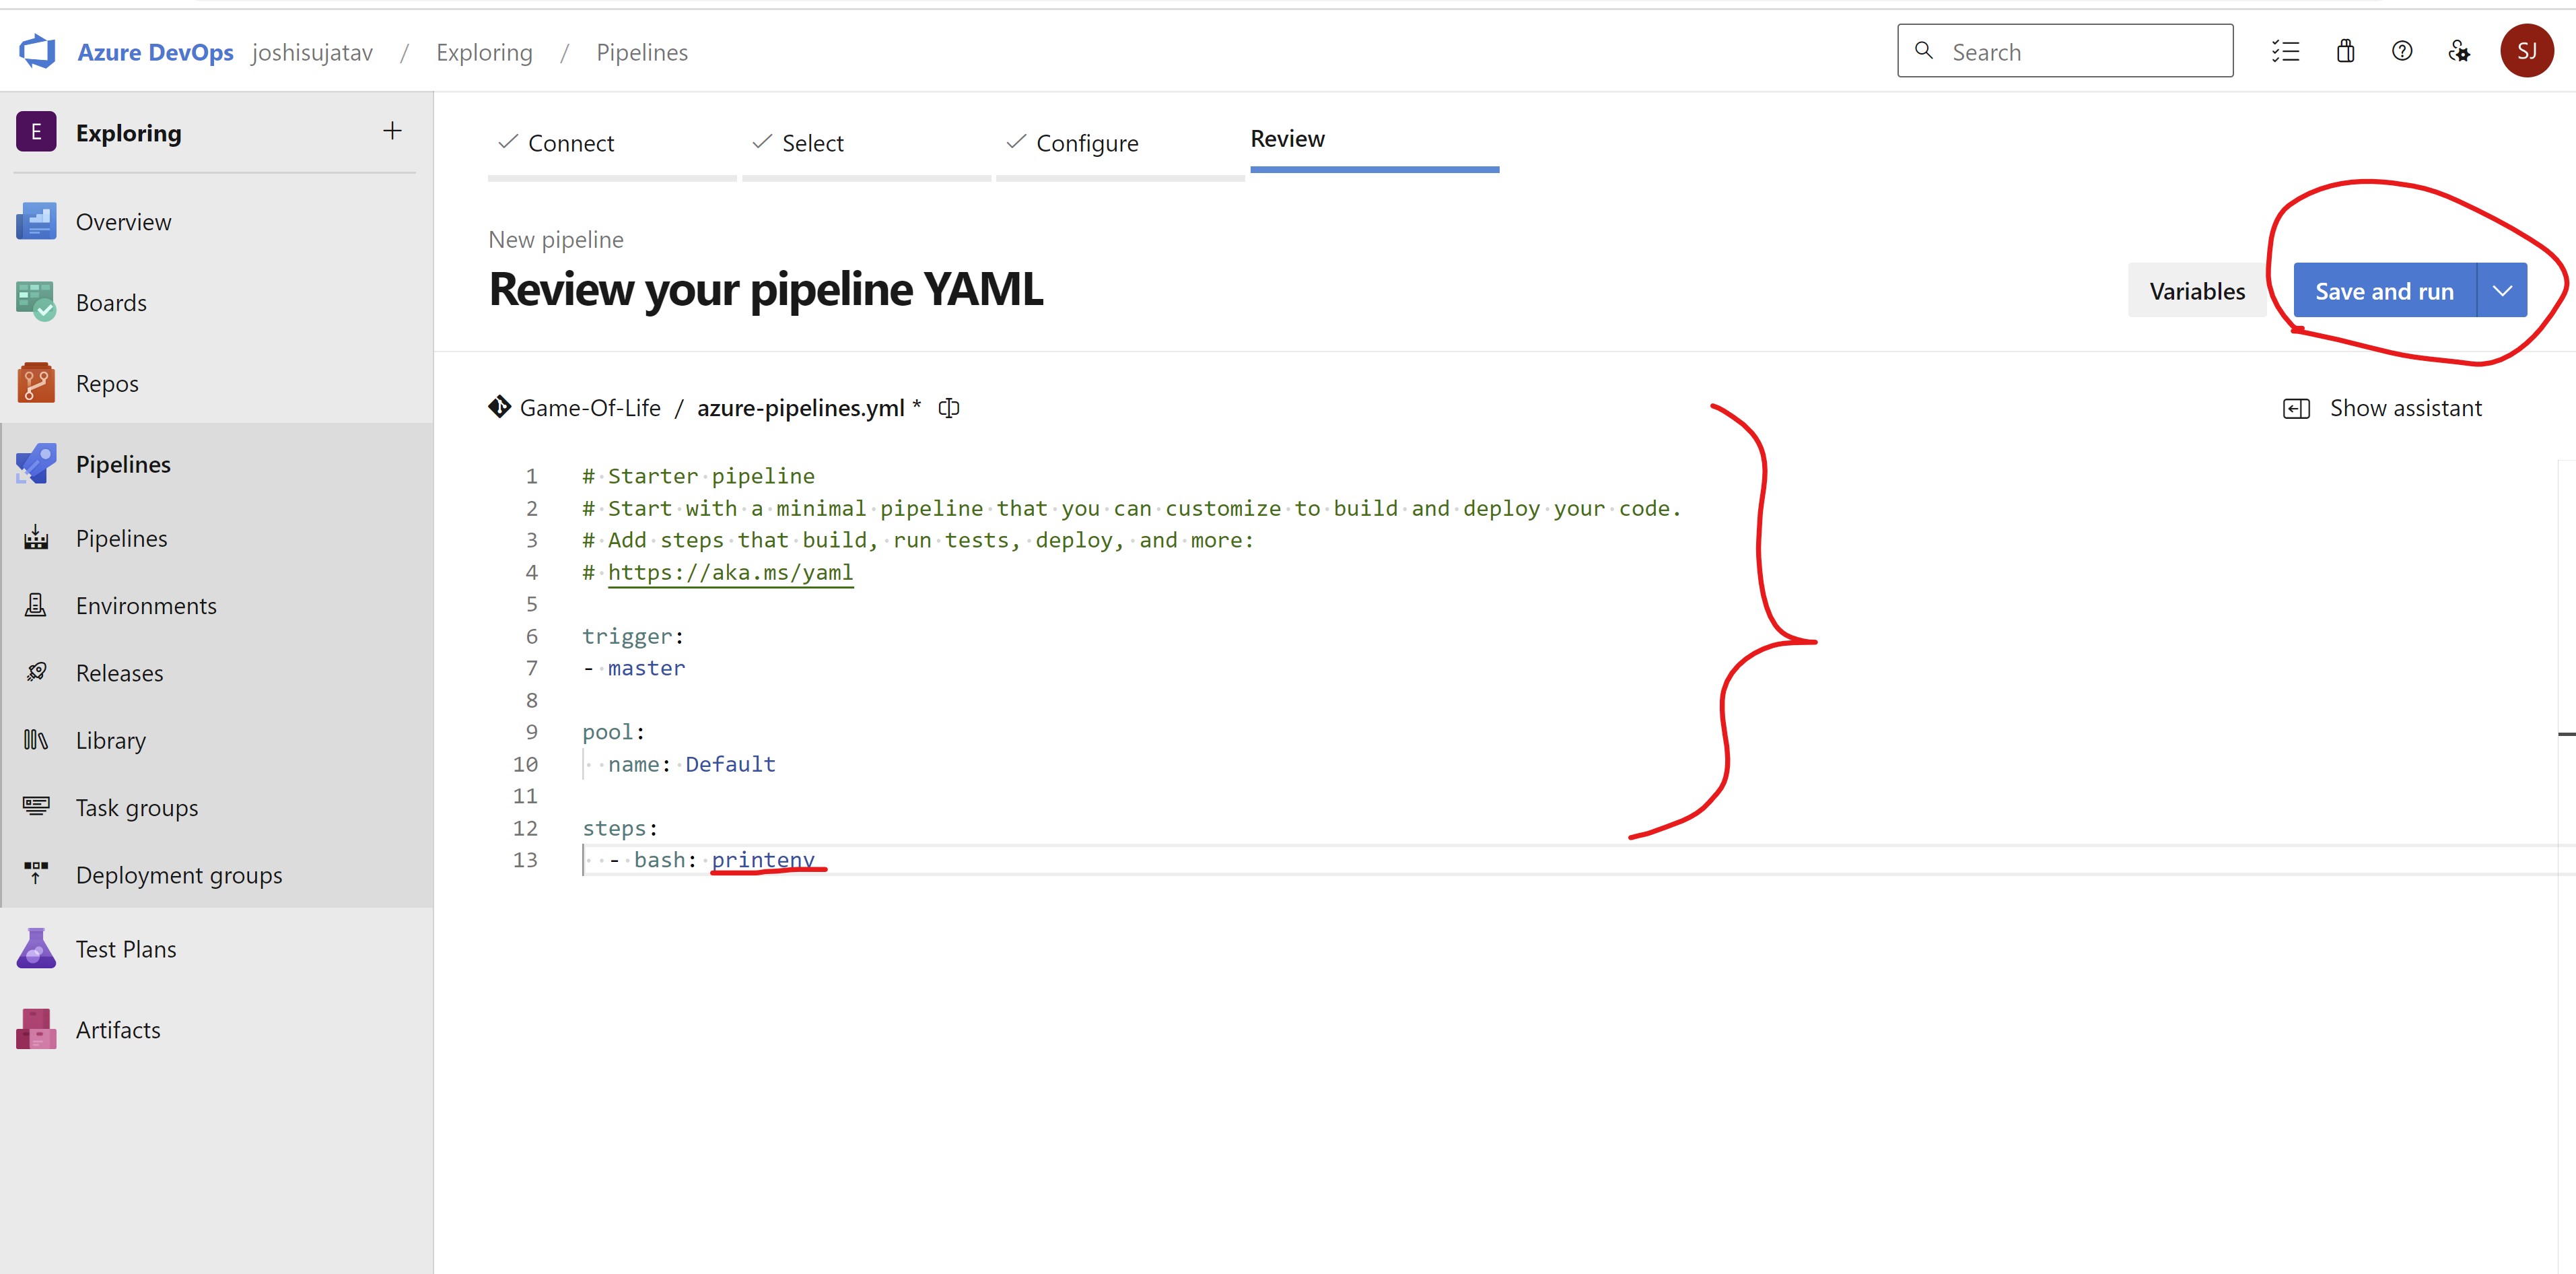 Azure DevOps joshisujatav / Exploring / Pipelines
Search
SJ
E Exploring +
Overview
Boards
Repos
Pipelines
Pipelines
Environments
Releases
Library
Task groups
Deployment groups
Test Plans
Artifacts
Connect Select Configure Review
New pipeline
Review your pipeline YAML
Variables
Save and run
Game-Of-Life / azure-pipelines.yml *
Show assistant
1 # Starter pipeline
2 # Start with a minimal pipeline that you can customize to build and deploy your code.
3 # Add steps that build, run tests, deploy, and more:
4 # https://aka.ms/yaml
5
6 trigger:
7 - master
8
9 pool:
10 name: Default
11
12 steps:
13 - bash: printenv